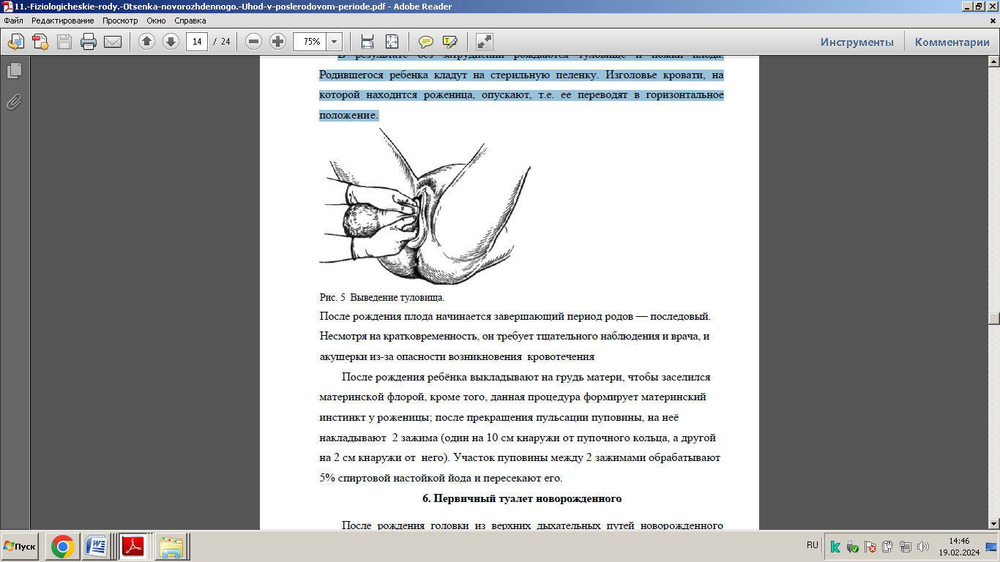 11.-Fiziologicheskie-rody.-Otsenka-novorozhdennogo.-Uhod-v-poslerodovom-periode.pdf - Adobe Reader
Файл Редактирование Просмотр Окно Справка
14 / 24 75% Инструменты Комментарии
В результате без затруднений рождаются туловище и ножки плода.
Родившегося ребенка кладут на стерильную пеленку. Изголовье кровати, на
которой находится роженица, опускают, т.е. ее переводят в горизонтальное
положение.
Рис. 5 Выведение туловища.
После рождения плода начинается завершающий период родов — последовый.
Несмотря на кратковременность, он требует тщательного наблюдения и врача, и
акушерки из-за опасности возникновения кровотечения
После рождения ребёнка выкладывают на грудь матери, чтобы заселился
материнской флорой, кроме того, данная процедура формирует материнский
инстинкт у роженицы; после прекращения пульсации пуповины, на неё
накладывают 2 зажима (один на 10 см кнаружи от пупочного кольца, а другой
на 2 см кнаружи от него). Участок пуповины между 2 зажимами обрабатывают
5% спиртовой настойкой йода и пересекают его.
6. Первичный туалет новорожденного
После рождения головки из верхних дыхательных путей новорожденного
Пуск
RU
14:46
19.02.2024